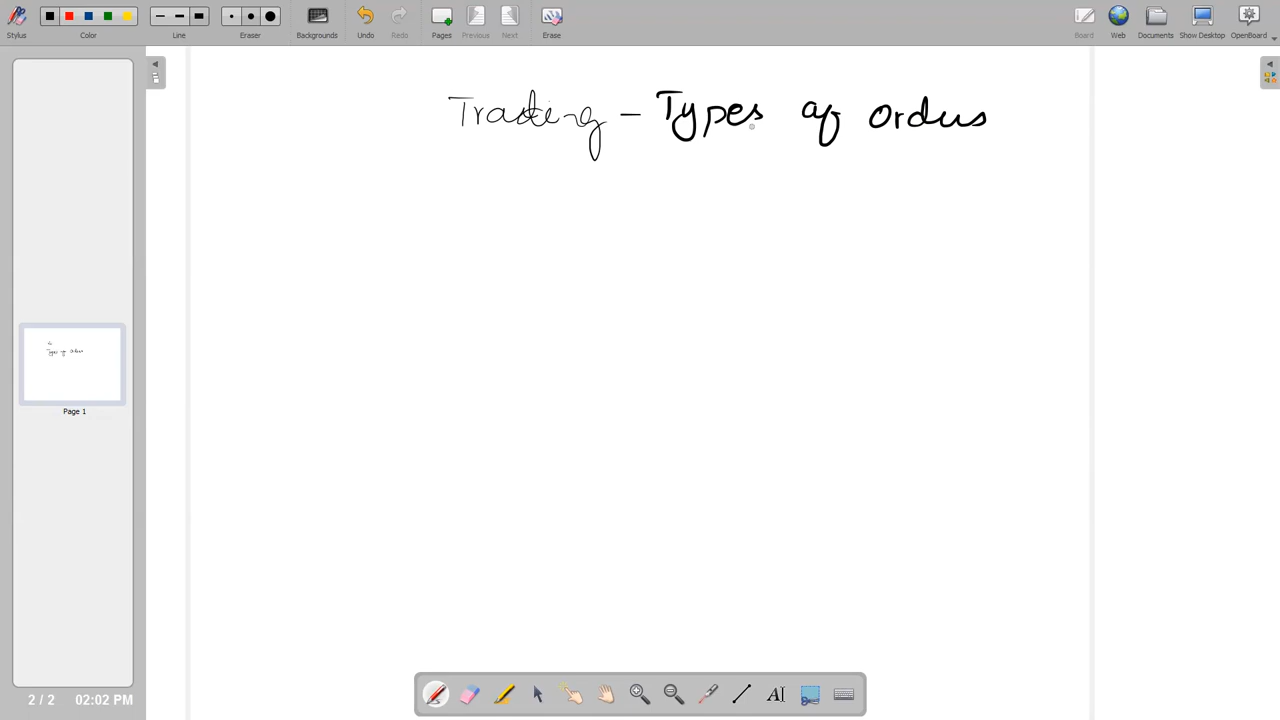 Stylus Color Line Eraser Backgrounds Undo Redo Pages Previous Next Erase Board Web Documents Show Desktop OpenBoard
Trading - Types of orders
Page 1
2 / 2 02:02 PM